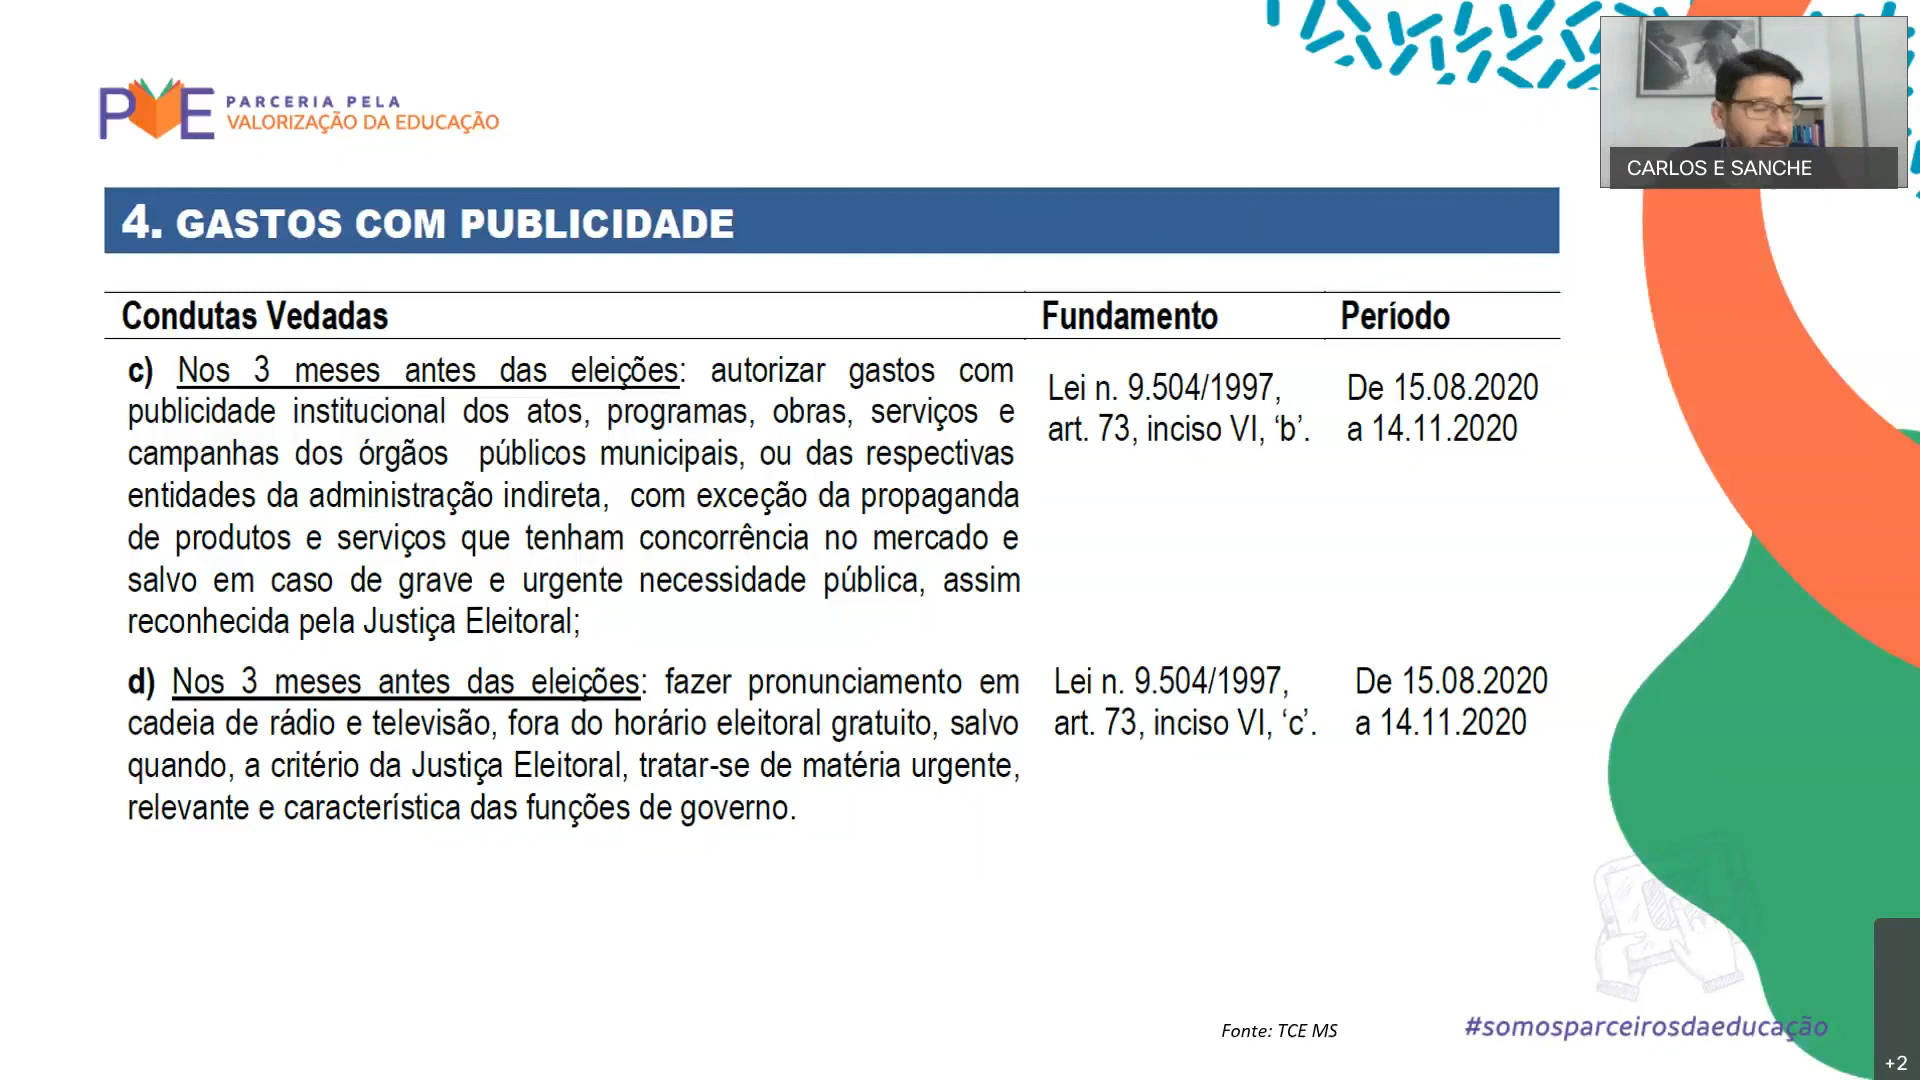 PVE PARCERIA PELA
VALORIZAÇÃO DA EDUCAÇÃO
CARLOS E SANCHE
4. GASTOS COM PUBLICIDADE
Condutas Vedadas Fundamento Período
c) Nos 3 meses antes das eleições: autorizar gastos com
publicidade institucional dos atos, programas, obras, serviços e
campanhas dos órgãos públicos municipais, ou das respectivas
entidades da administração indireta, com exceção da propaganda
de produtos e serviços que tenham concorrência no mercado e
salvo em caso de grave e urgente necessidade pública, assim
reconhecida pela Justiça Eleitoral;
Lei n. 9.504/1997,
art. 73, inciso VI, ‘b’.
De 15.08.2020
a 14.11.2020
d) Nos 3 meses antes das eleições: fazer pronunciamento em
cadeia de rádio e televisão, fora do horário eleitoral gratuito, salvo
quando, a critério da Justiça Eleitoral, tratar-se de matéria urgente,
relevante e característica das funções de governo.
Lei n. 9.504/1997,
art. 73, inciso VI, ‘c’.
De 15.08.2020
a 14.11.2020
Fonte: TCE MS
#somosparceirosdaeducação
+2